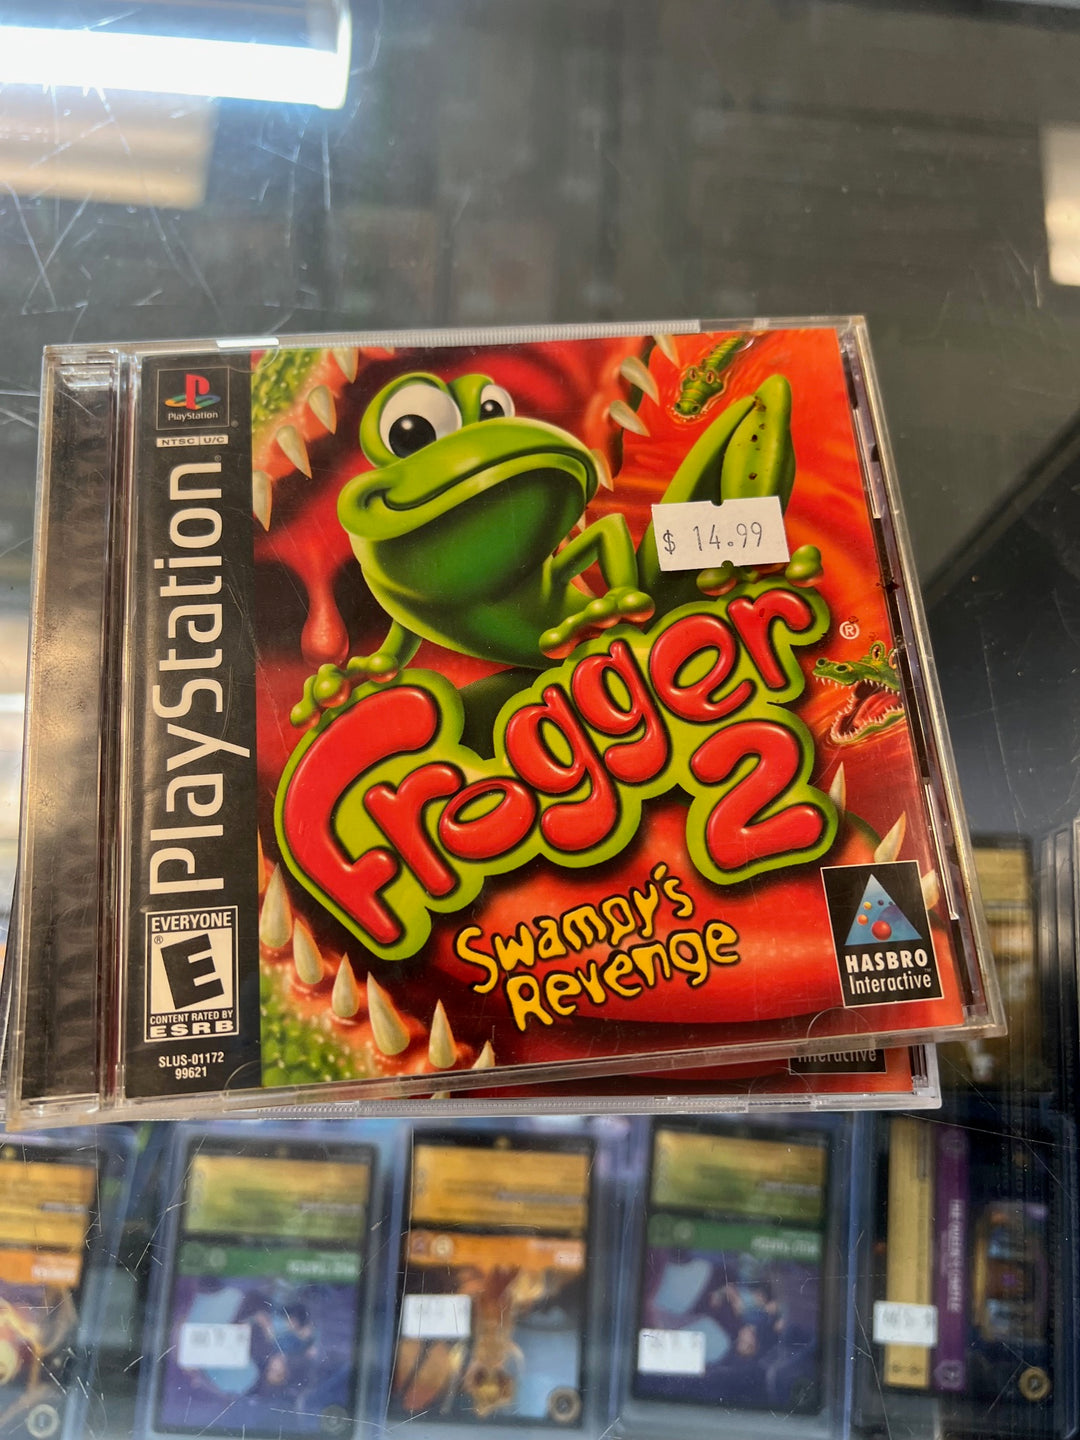 PlayStation
NTSC U/C
PlayStation®
$ 14.99
Frogger®
2
Swampy's
Revenge
HASBRO
Interactive™
EVERYONE
E®
CONTENT RATED BY
ESRB
SLUS-01172
99621
Interactive